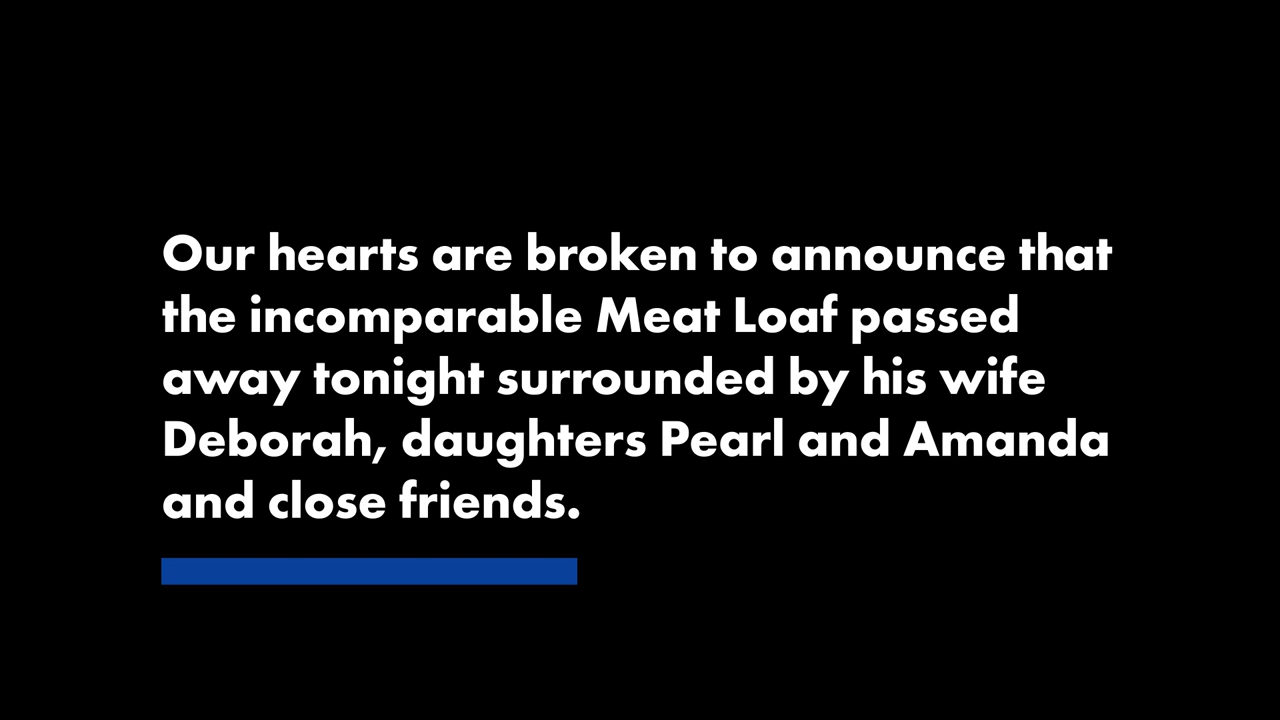 Our hearts are broken to announce that
the incomparable Meat Loaf passed
away tonight surrounded by his wife
Deborah, daughters Pearl and Amanda
and close friends.